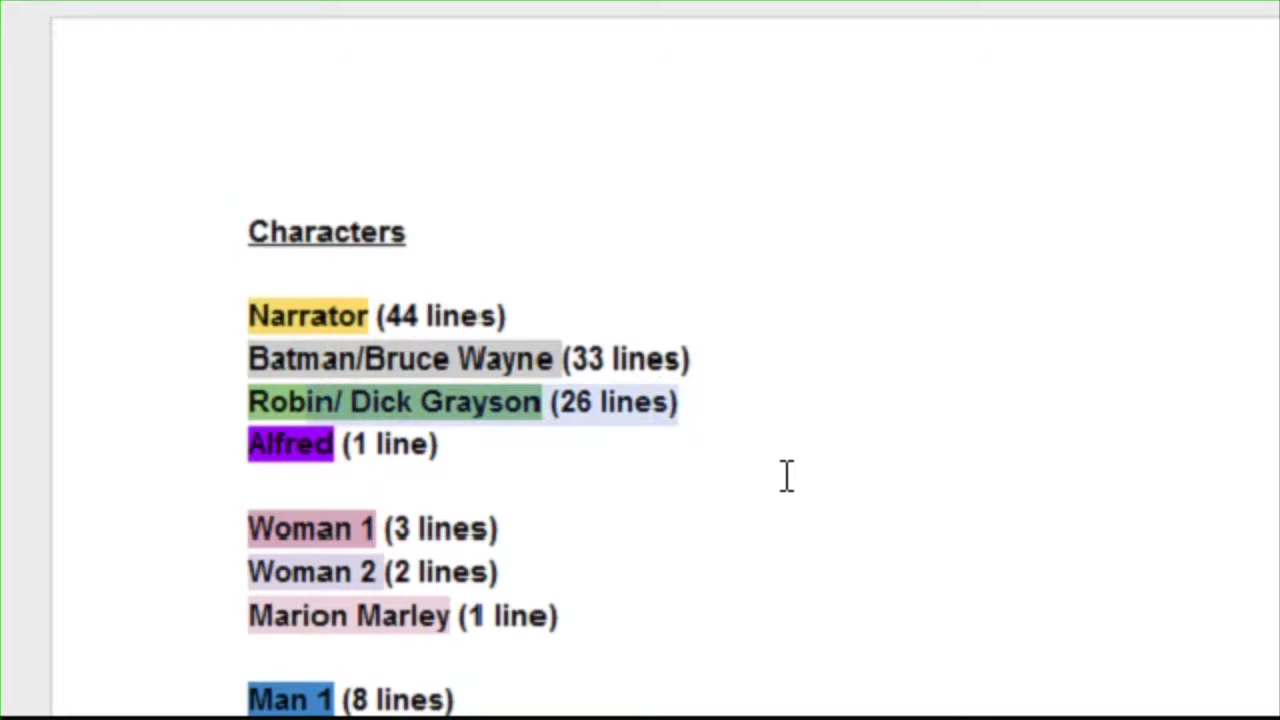 Characters
Narrator (44 lines)
Batman/Bruce Wayne (33 lines)
Robin/ Dick Grayson (26 lines)
Alfred (1 line)
Woman 1 (3 lines)
Woman 2 (2 lines)
Marion Marley (1 line)
Man 1 (8 lines)